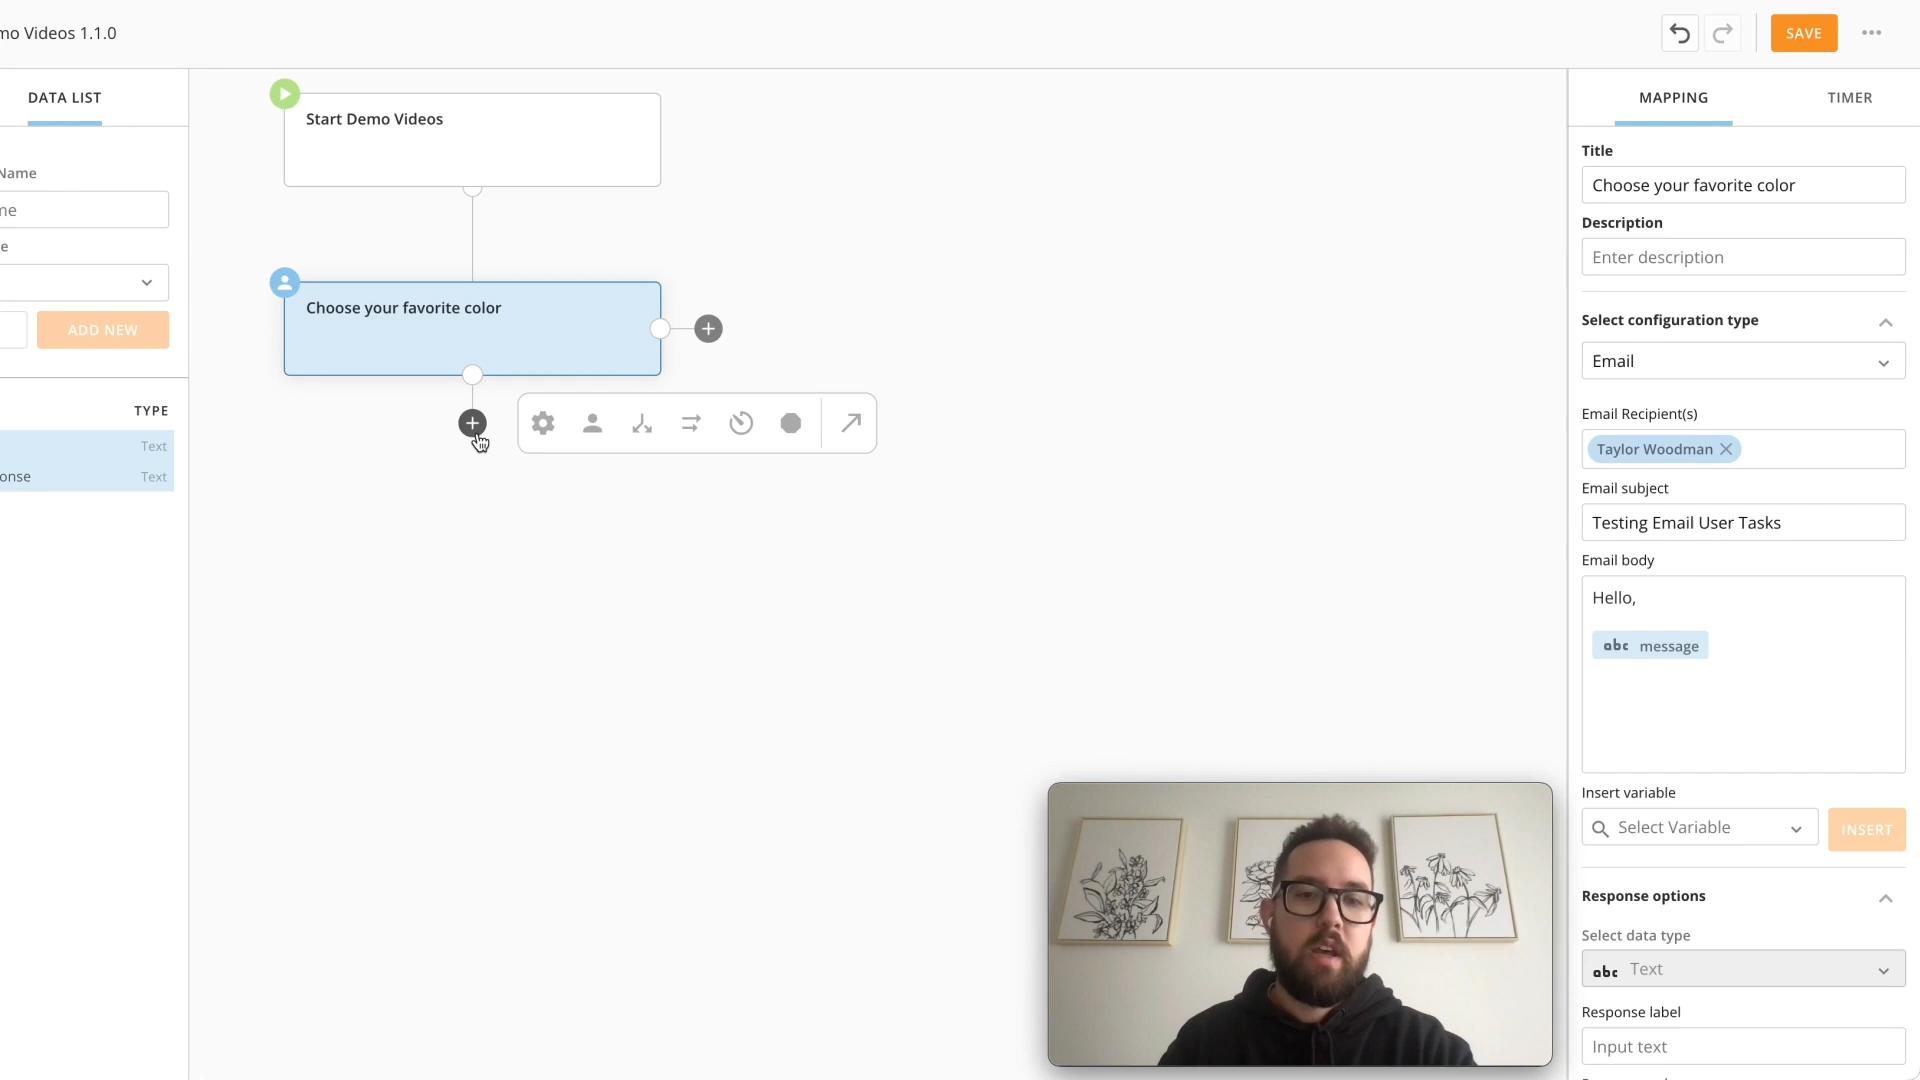 mo Videos 1.1.0
SAVE
DATA LIST
Name
me
e
ADD NEW
TYPE
Text
onse
Text
Start Demo Videos
Choose your favorite color
MAPPING
TIMER
Title
Choose your favorite color
Description
Enter description
Select configuration type
Email
Email Recipient(s)
Taylor Woodman
Email subject
Testing Email User Tasks
Email body
Hello,
abc message
Insert variable
Select Variable
INSERT
Response options
Select data type
abc Text
Response label
Input text